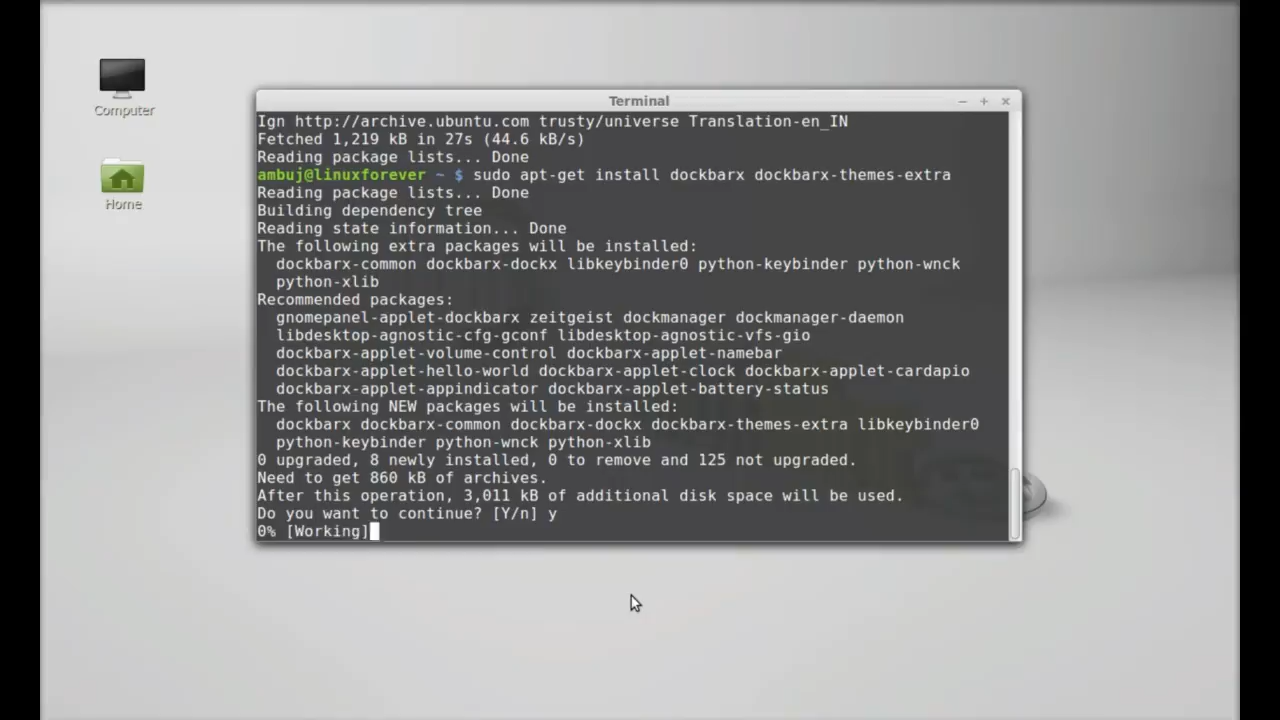 Computer
Home
Terminal
Ign http://archive.ubuntu.com trusty/universe Translation-en_IN
Fetched 1,219 kB in 27s (44.6 kB/s)
Reading package lists... Done
ambuj@linuxforever ~ $ sudo apt-get install dockbarx dockbarx-themes-extra
Reading package lists... Done
Building dependency tree
Reading state information... Done
The following extra packages will be installed:
dockbarx-common dockbarx-dockx libkeybinder0 python-keybinder python-wnck
python-xlib
Recommended packages:
gnomepanel-applet-dockbarx zeitgeist dockmanager dockmanager-daemon
libdesktop-agnostic-cfg-gconf libdesktop-agnostic-vfs-gio
dockbarx-applet-volume-control dockbarx-applet-namebar
dockbarx-applet-hello-world dockbarx-applet-clock dockbarx-applet-cardapio
dockbarx-applet-appindicator dockbarx-applet-battery-status
The following NEW packages will be installed:
dockbarx dockbarx-common dockbarx-dockx dockbarx-themes-extra libkeybinder0
python-keybinder python-wnck python-xlib
0 upgraded, 8 newly installed, 0 to remove and 125 not upgraded.
Need to get 860 kB of archives.
After this operation, 3,011 kB of additional disk space will be used.
Do you want to continue? [Y/n] y
0% [Working]